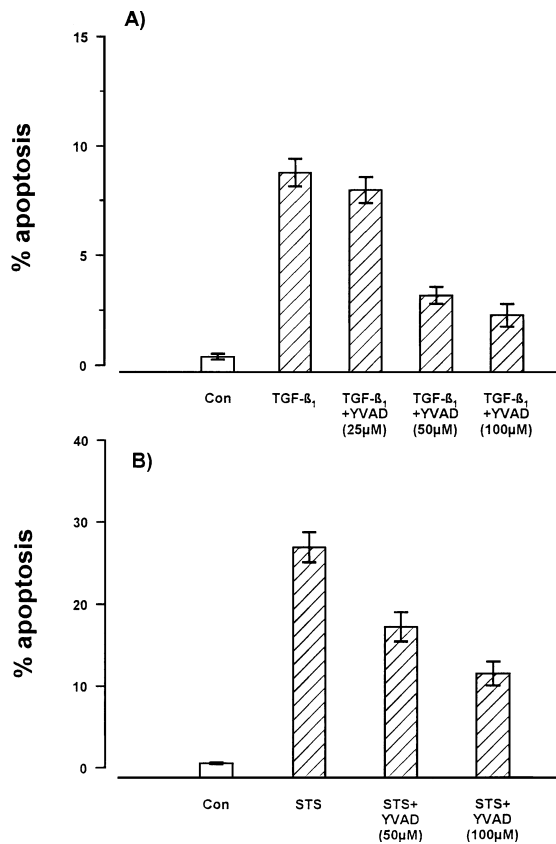 A)
% apoptosis
15
10
5
0
Con
TGF-ß₁
TGF-ß₁
+YVAD
(25µM)
TGF-ß₁
+YVAD
(50µM)
TGF-ß₁
+YVAD
(100µM)
B)
% apoptosis
40
30
20
10
0
Con
STS
STS+
YVAD
(50µM)
STS+
YVAD
(100µM)